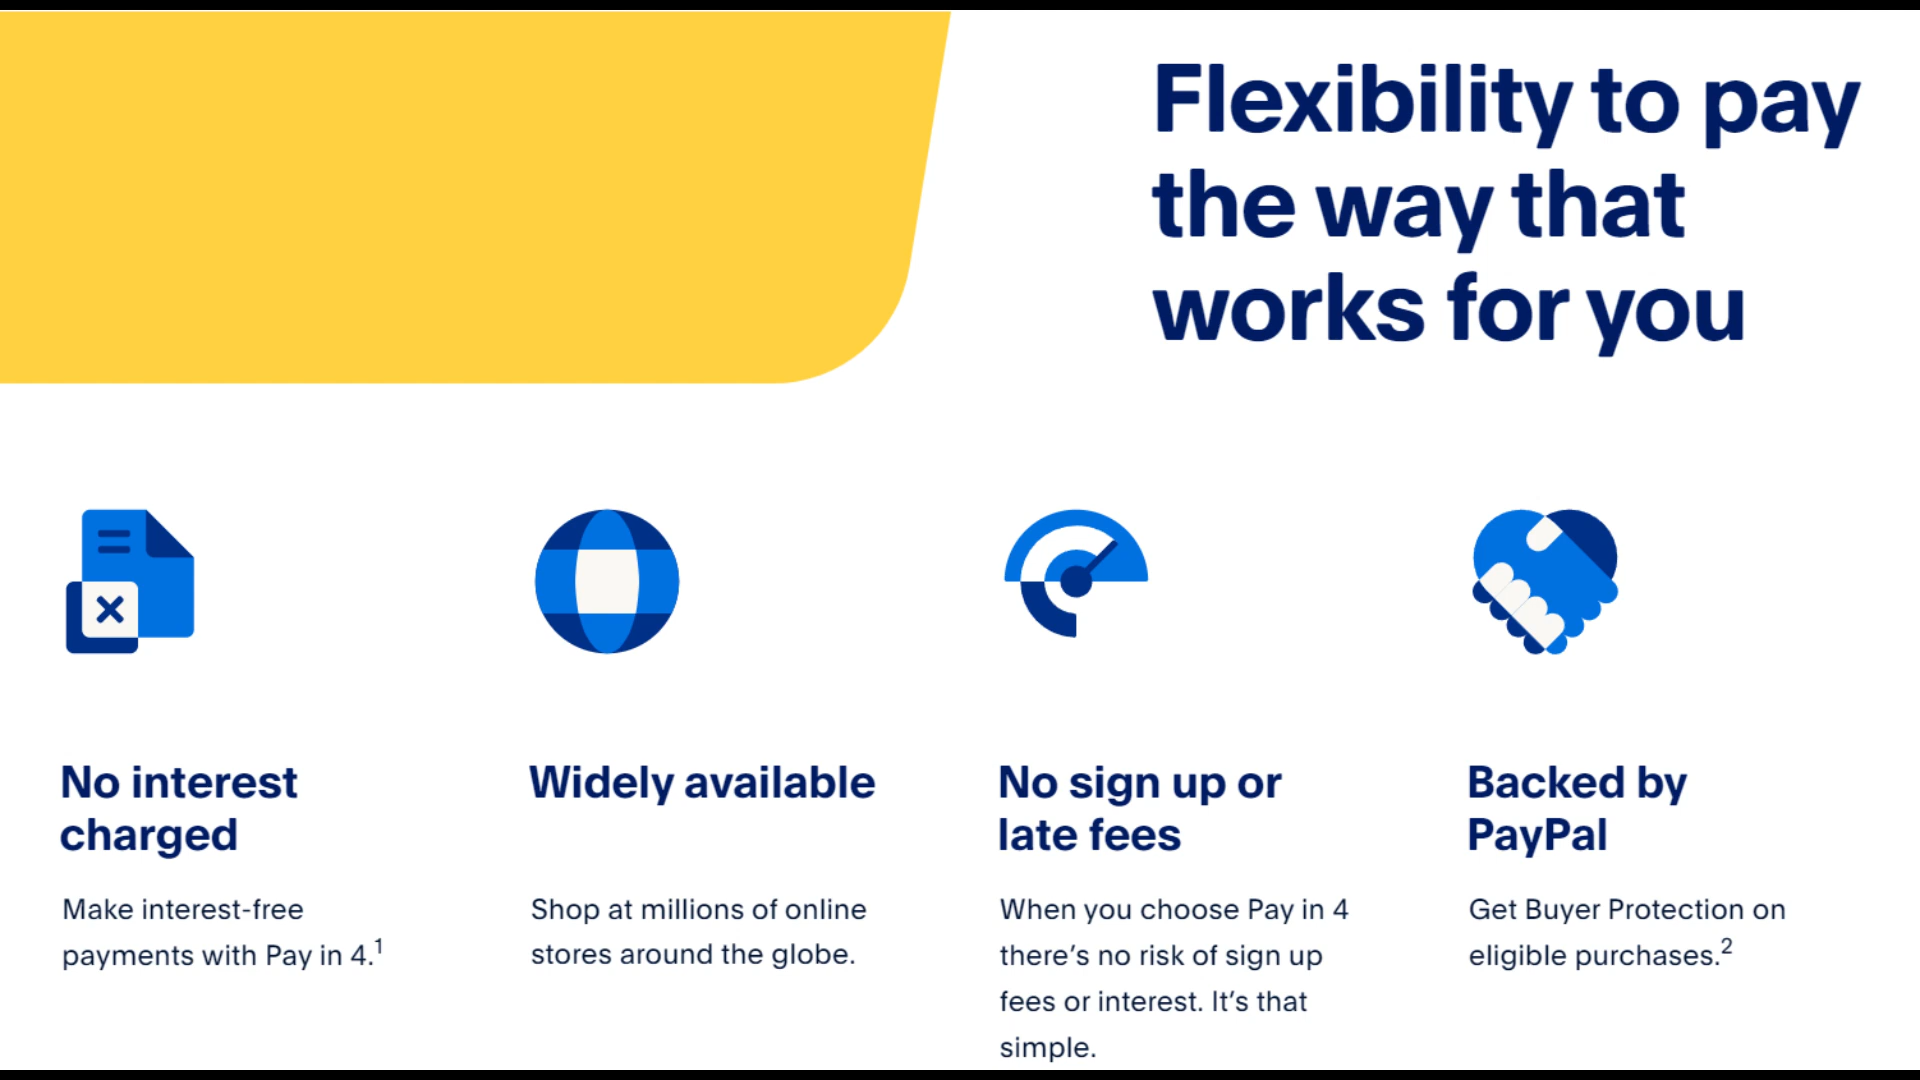 Flexibility to pay
the way that
works for you
No interest
charged
Make interest-free
payments with Pay in 4.¹
Widely available
Shop at millions of online
stores around the globe.
No sign up or
late fees
When you choose Pay in 4
there’s no risk of sign up
fees or interest. It’s that
simple.
Backed by
PayPal
Get Buyer Protection on
eligible purchases.²